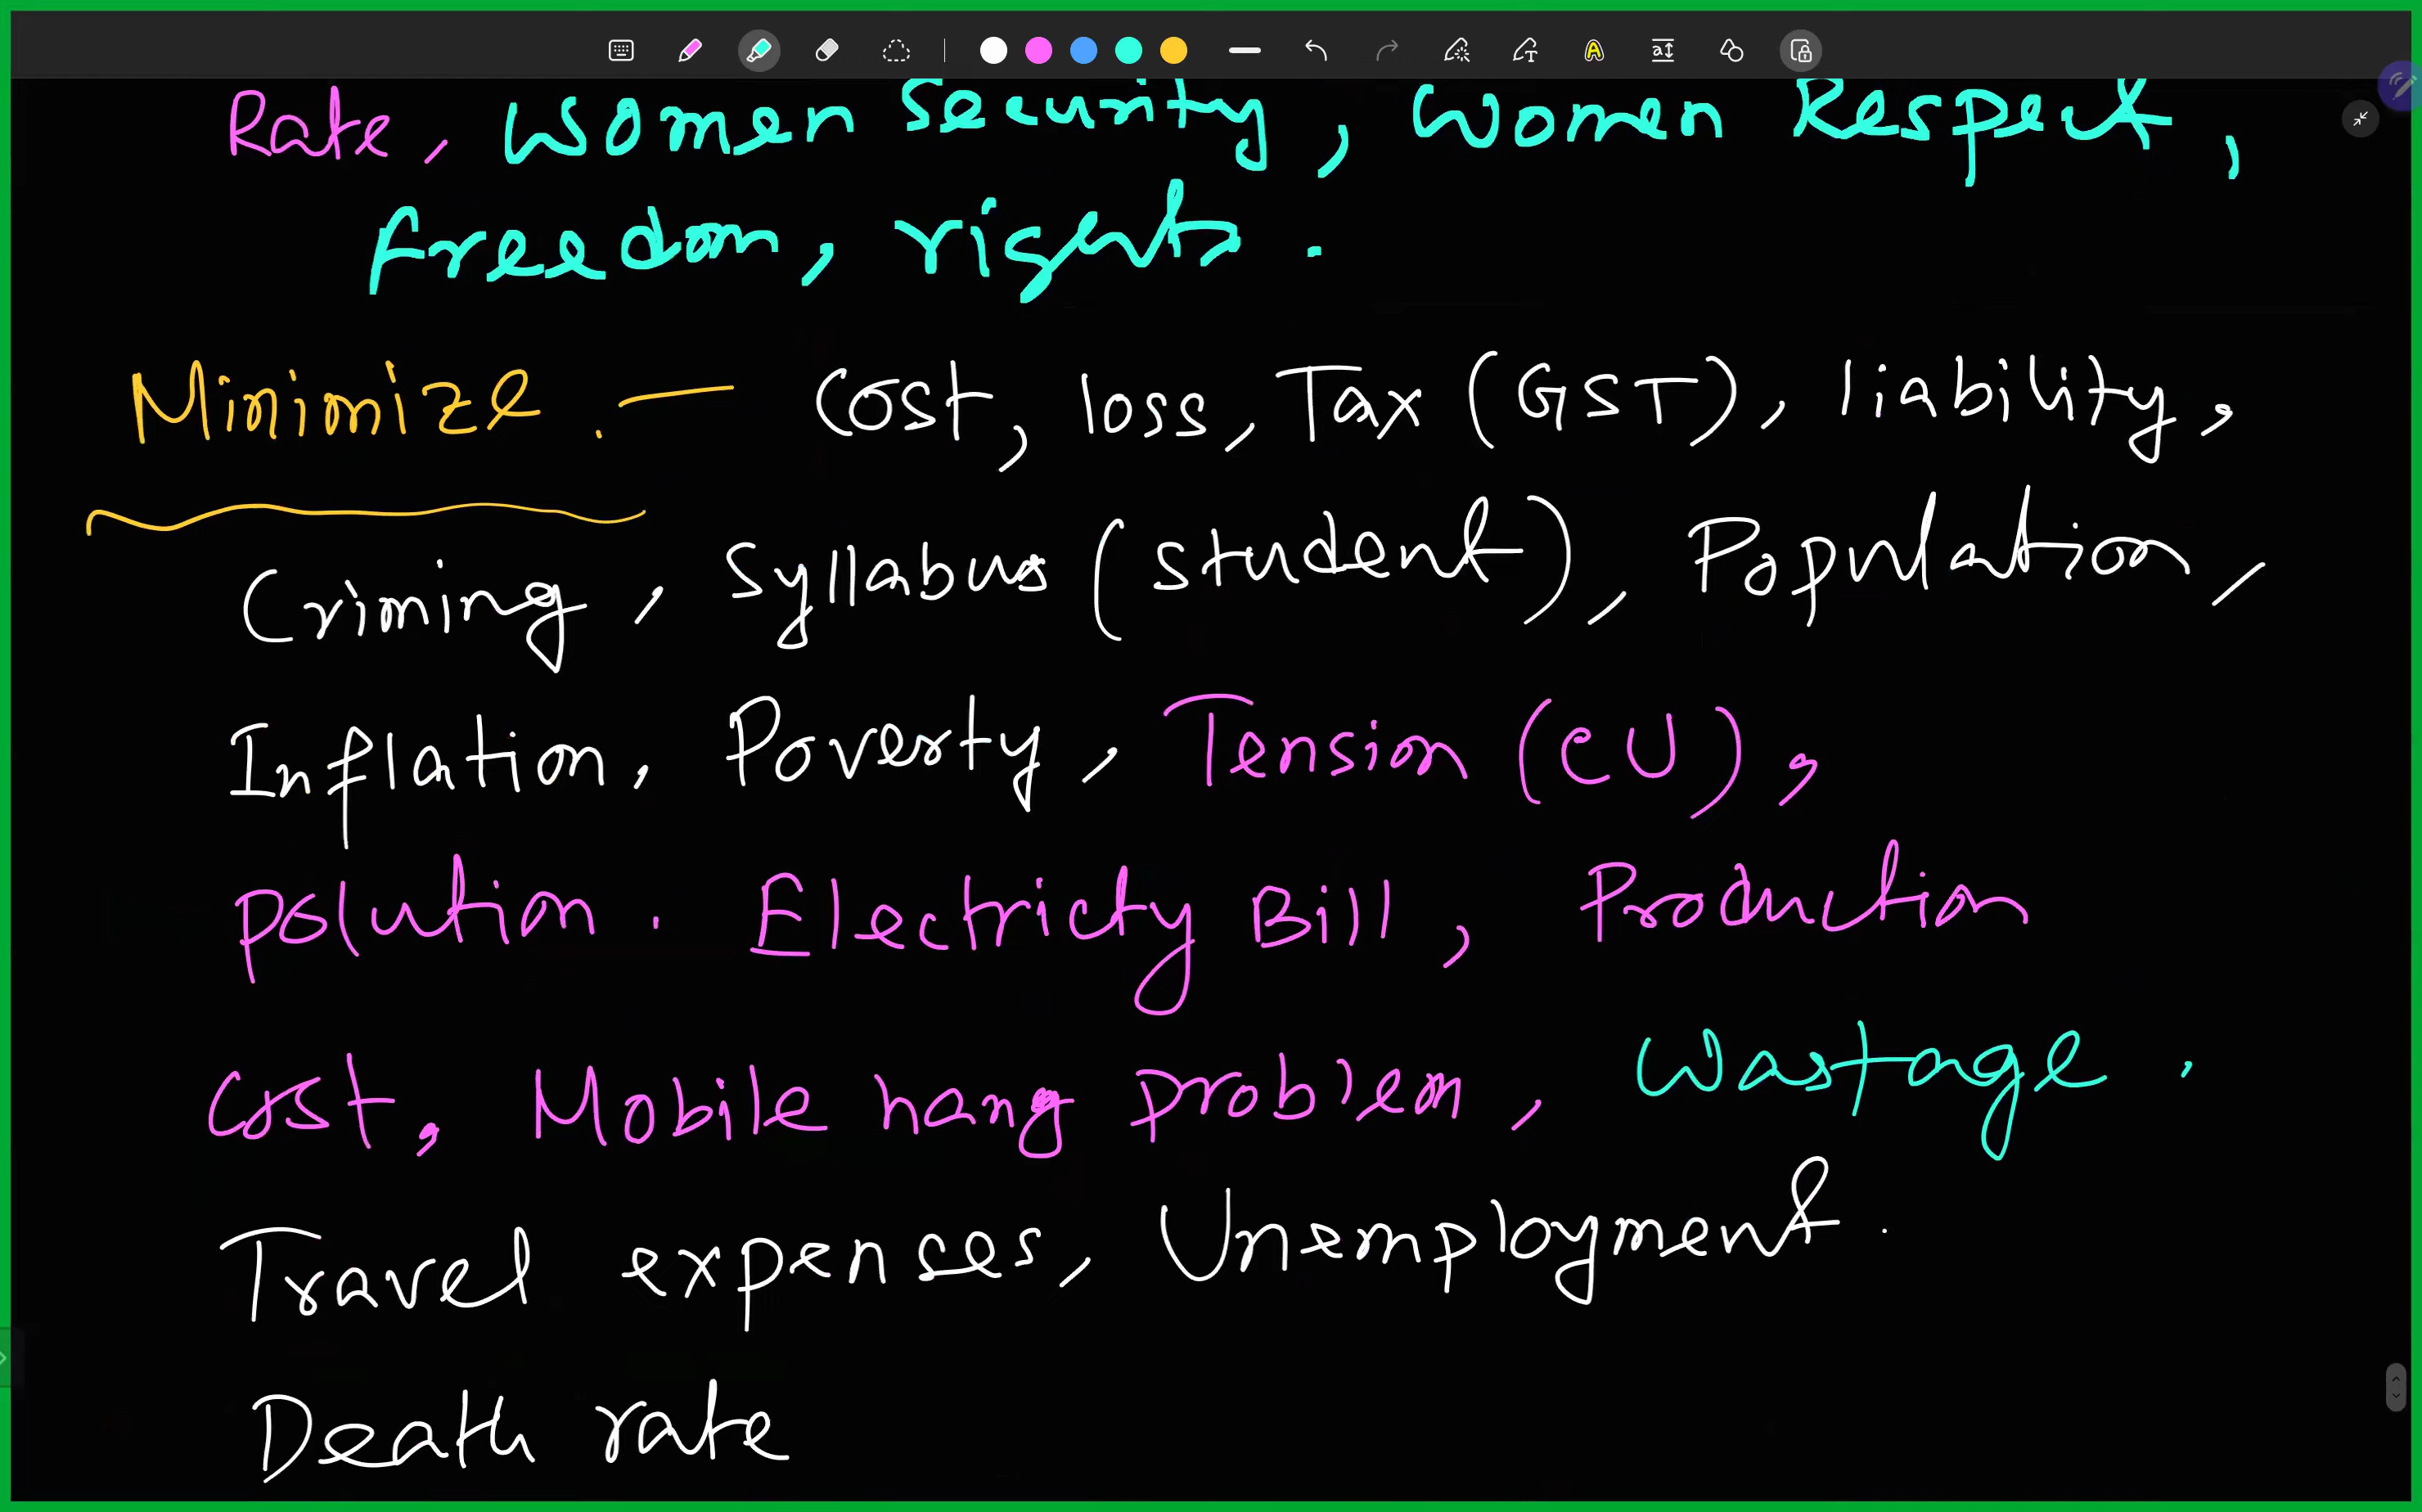 Rate, Women Security, Women Respect,
freedom, rights.
Minimize. — Cost, loss, Tax (GST), liability,
Criming, Syllabus (student), Population,
Inflation, Poverty, Tension (CU),
Polution. Electricty Bill, Production
Cost, Mobile hang problem, Wastage.
Travel expenses, Unemployment.
Death rate